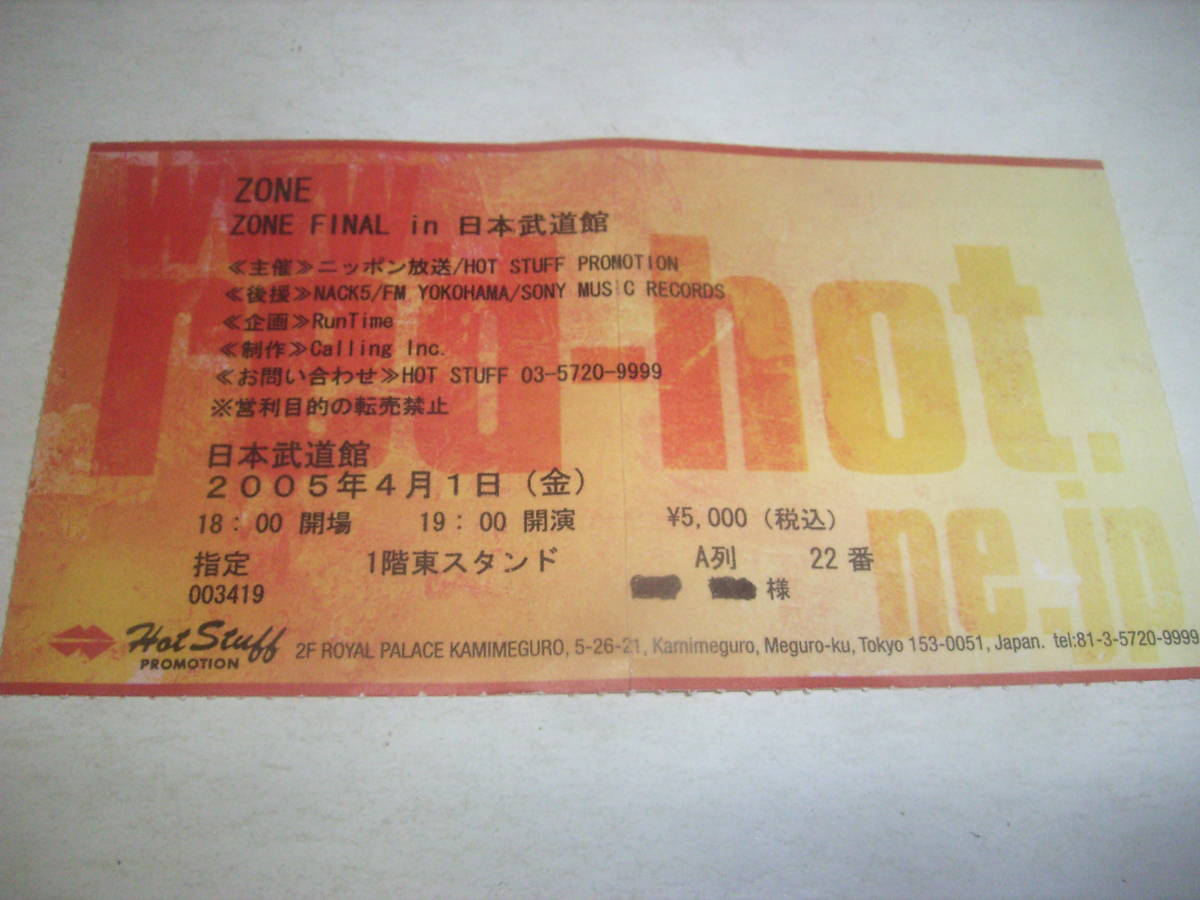 ZONE
ZONE FINAL in 日本武道館
≪主催≫ニッポン放送/HOT STUFF PROMOTION
≪後援≫NACK5/FM YOKOHAMA/SONY MUSIC RECORDS
≪企画≫RunTime
≪制作≫Calling Inc.
≪お問い合わせ≫HOT STUFF 03-5720-9999
※営利目的の転売禁止
日本武道館
2005年4月1日(金)
18:00 開場 19:00 開演 ¥5,000(税込)
指定 1階東スタンド A列 22番
003419 様
Hot Stuff
PROMOTION
2F ROYAL PALACE KAMIMEGURO, 5-26-21, Kamimeguro, Meguro-ku, Tokyo 153-0051, Japan. tel:81-3-5720-9999
www.
red-hot.
ne.jp